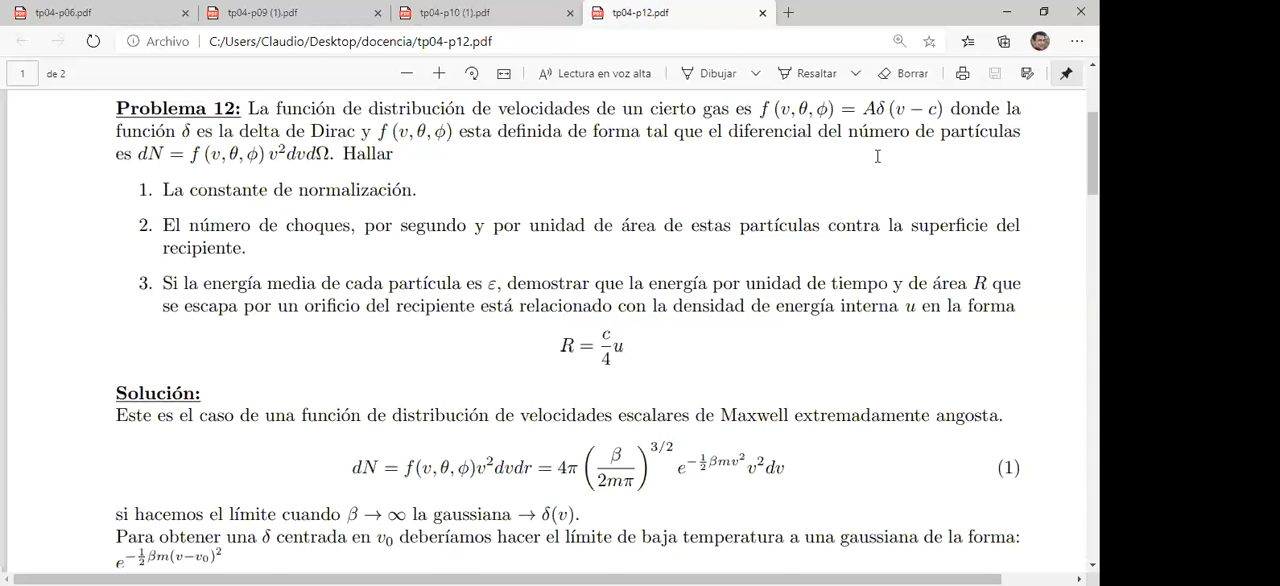 tp04-p06.pdf
tp04-p09 (1).pdf
tp04-p10 (1).pdf
tp04-p12.pdf
Archivo C:/Users/Claudio/Desktop/docencia/tp04-p12.pdf
1 de 2 Lectura en voz alta Dibujar Resaltar Borrar
Problema 12: La función de distribución de velocidades de un cierto gas es f (v, θ, ϕ) = Aδ (v − c) donde la
función δ es la delta de Dirac y f (v, θ, ϕ) esta definida de forma tal que el diferencial del número de partículas
es dN = f (v, θ, ϕ) v²dvdΩ. Hallar
1. La constante de normalización.
2. El número de choques, por segundo y por unidad de área de estas partículas contra la superficie del
recipiente.
3. Si la energía media de cada partícula es ε, demostrar que la energía por unidad de tiempo y de área R que
se escapa por un orificio del recipiente está relacionado con la densidad de energía interna u en la forma
R = c/4 u
Solución:
Este es el caso de una función de distribución de velocidades escalares de Maxwell extremadamente angosta.
dN = f(v, θ, ϕ)v²dvdr = 4π (β/2mπ)^{3/2} e^{−½βmv²} v²dv (1)
si hacemos el límite cuando β → ∞ la gaussiana → δ(v).
Para obtener una δ centrada en v₀ deberíamos hacer el límite de baja temperatura a una gaussiana de la forma:
e^{−½βm(v−v₀)²}